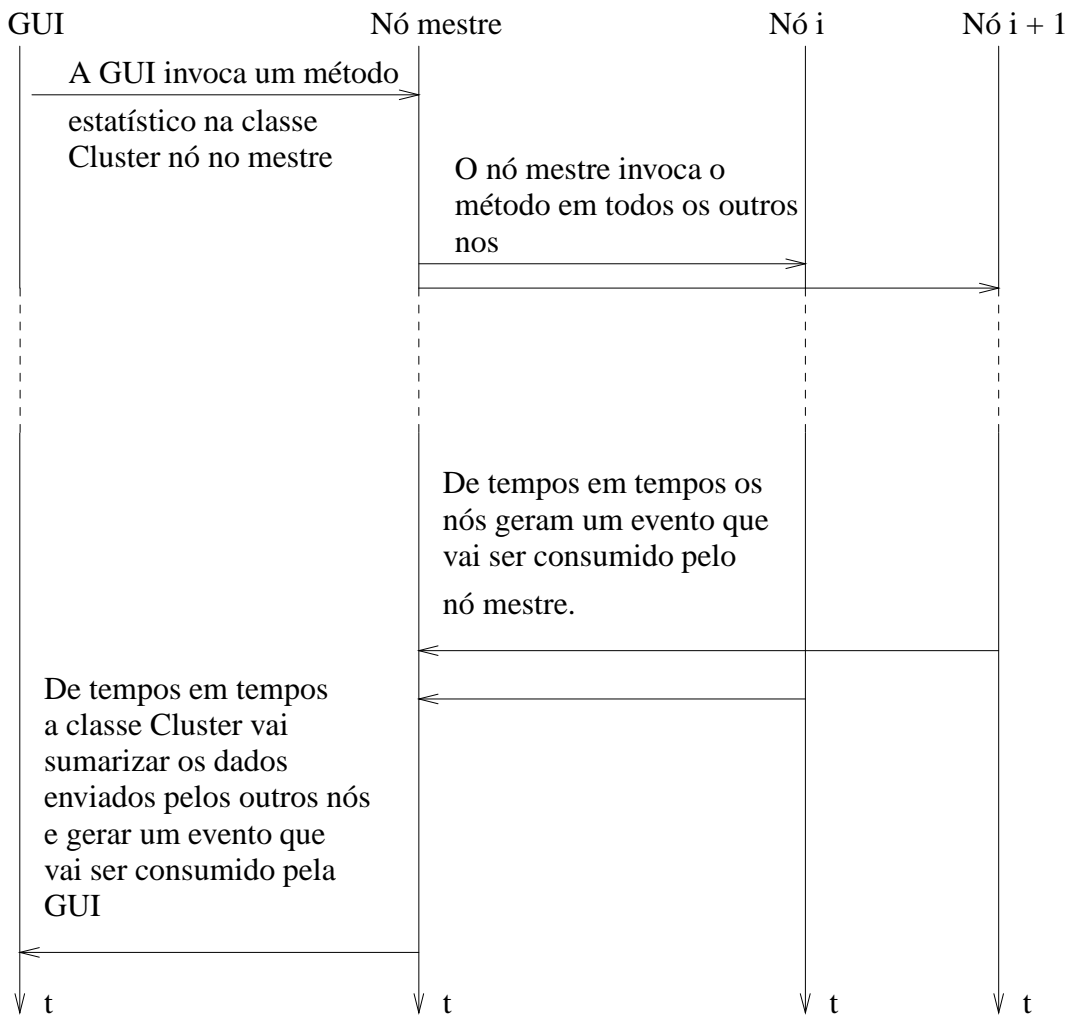 GUI
Nó mestre
Nó i
Nó i + 1
A GUI invoca um método
estatístico na classe
Cluster nó no mestre
O nó mestre invoca o
método em todos os outros
nos
De tempos em tempos os
nós geram um evento que
vai ser consumido pelo
nó mestre.
De tempos em tempos
a classe Cluster vai
sumarizar os dados
enviados pelos outros nós
e gerar um evento que
vai ser consumido pela
GUI
t
t
t
t